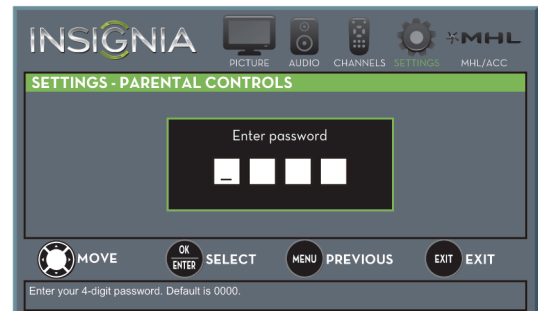 INSIGNIA
MHL
PICTURE AUDIO CHANNELS SETTINGS MHL/ACC
SETTINGS - PARENTAL CONTROLS
Enter password
_
OK
MOVE ENTER SELECT MENU PREVIOUS EXIT EXIT
Enter your 4-digit password. Default is 0000.